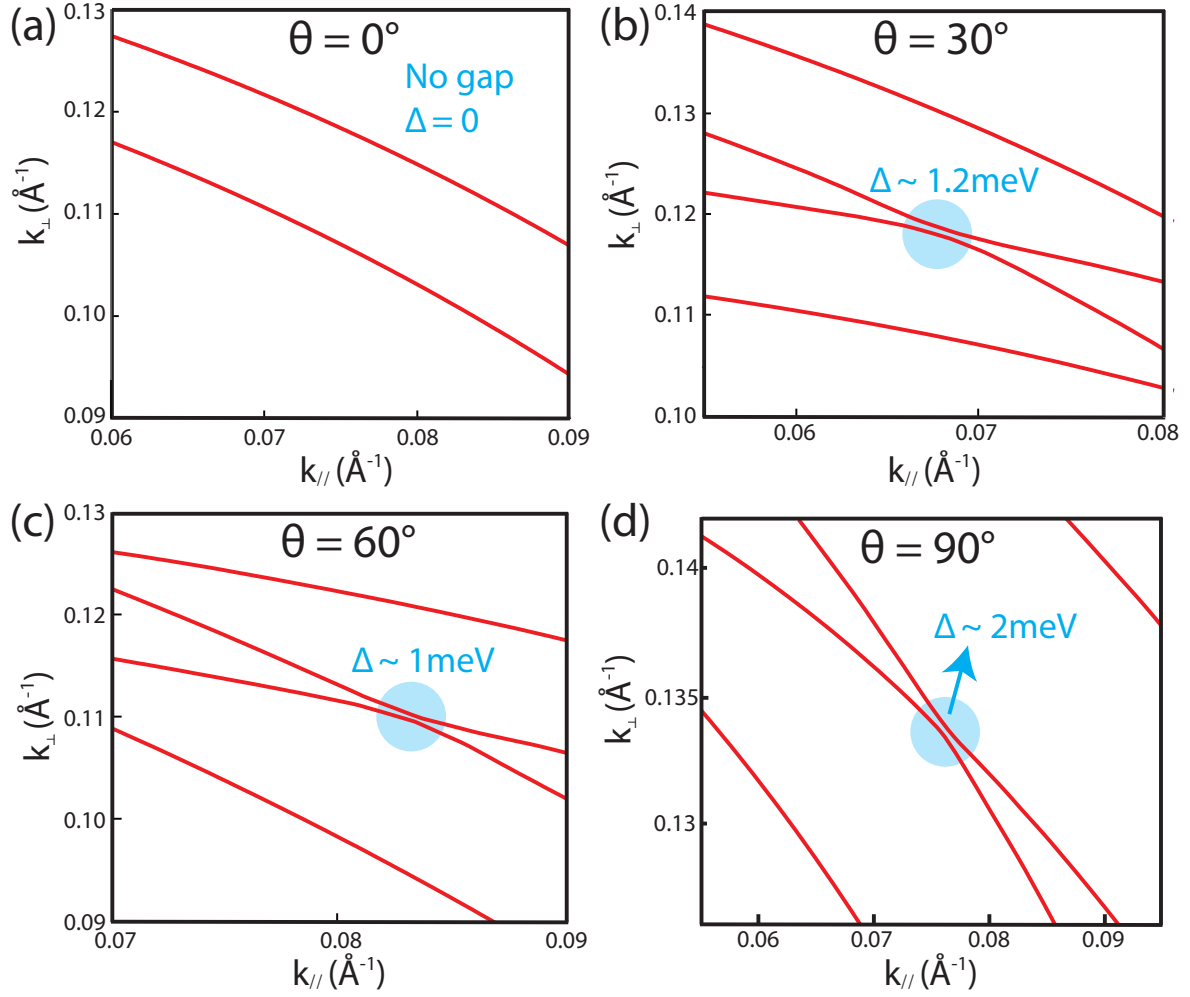 (a)
θ = 0°
No gap
Δ = 0
0.13
0.12
0.11
0.10
0.09
k⊥ (Å⁻¹)
0.06
0.07
0.08
0.09
k// (Å⁻¹)
(b)
θ = 30°
Δ ~ 1.2meV
0.14
0.13
0.12
0.11
0.10
k⊥ (Å⁻¹)
0.06
0.07
0.08
k// (Å⁻¹)
(c)
θ = 60°
Δ ~ 1meV
0.13
0.12
0.11
0.10
0.09
k⊥ (Å⁻¹)
0.07
0.08
0.09
k// (Å⁻¹)
(d)
θ = 90°
Δ ~ 2meV
0.14
0.135
0.13
k⊥ (Å⁻¹)
0.06
0.07
0.08
0.09
k// (Å⁻¹)